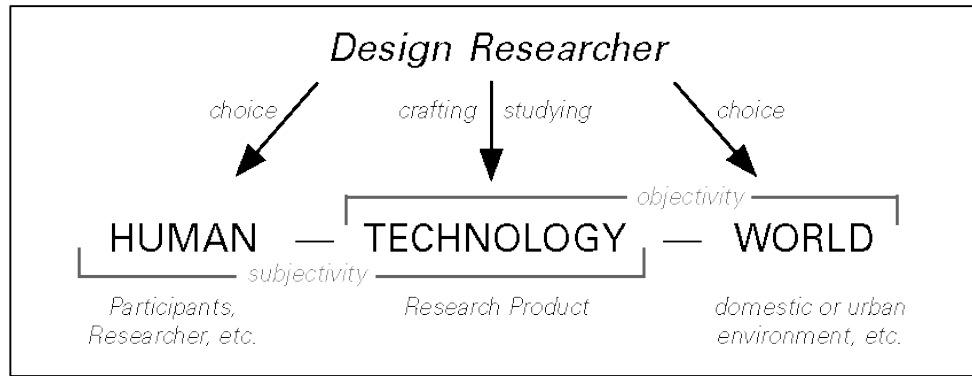 Design Researcher
choice crafting studying choice
objectivity
HUMAN — TECHNOLOGY — WORLD
subjectivity
Participants, Research Product domestic or urban
Researcher, etc. environment, etc.